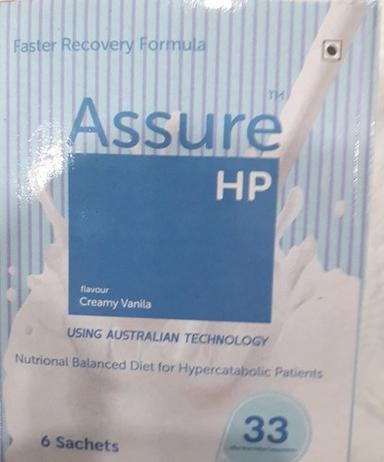 Faster Recovery Formula
Assure™
HP
flavour
Creamy Vanila
USING AUSTRALIAN TECHNOLOGY
Nutrional Balanced Diet for Hypercatabolic Patients
6 Sachets
33